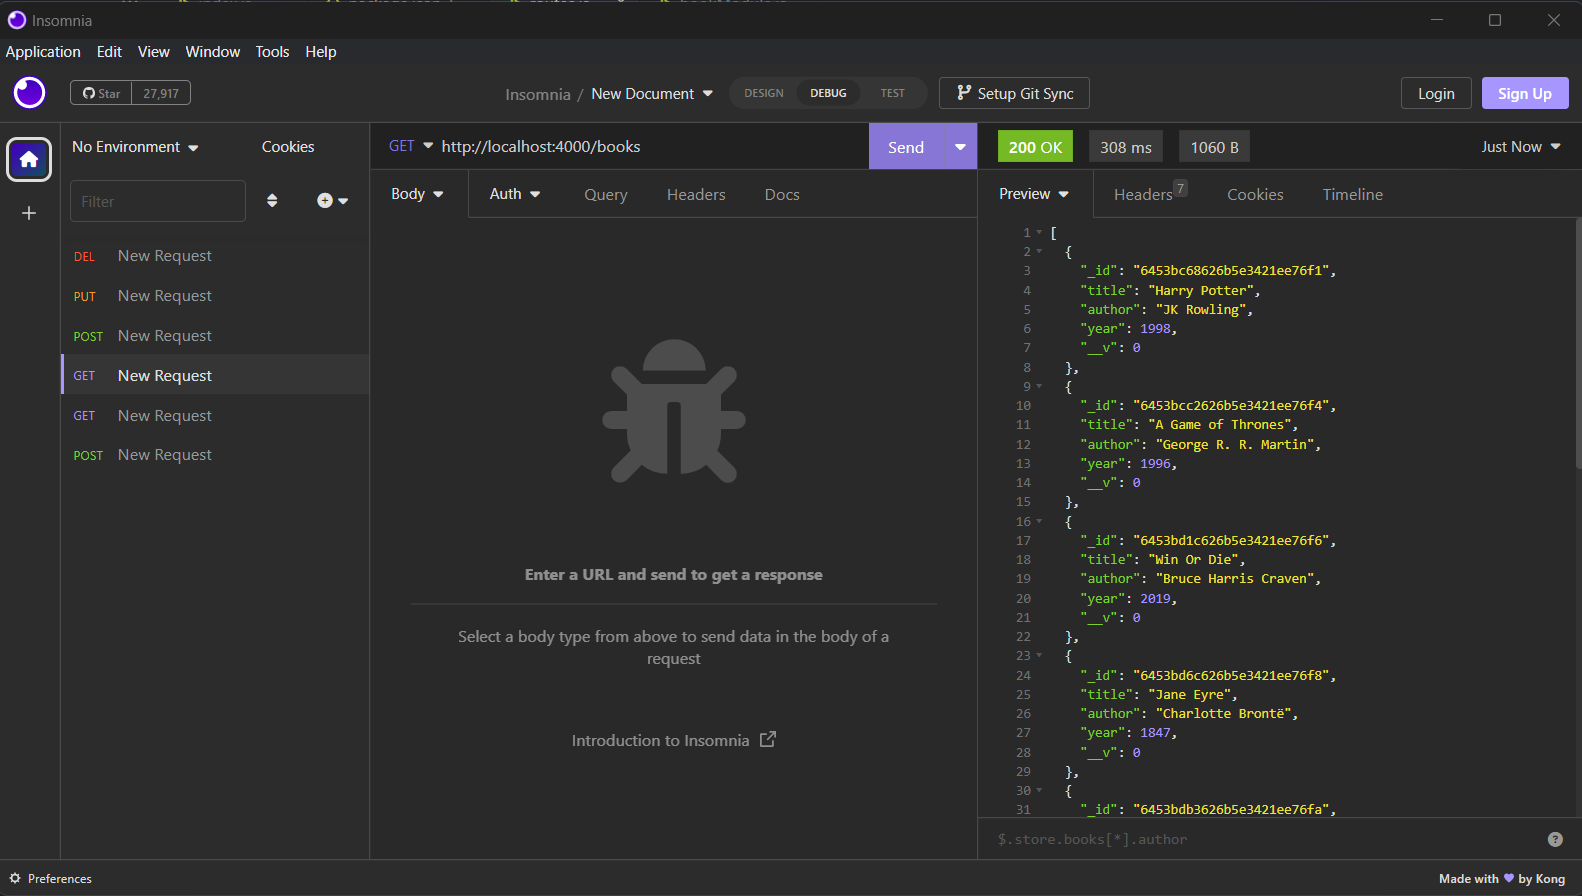 Insomnia
Application Edit View Window Tools Help
Star 27,917
Insomnia / New Document
DESIGN DEBUG TEST
Setup Git Sync
Login
Sign Up
No Environment
Cookies
Filter
DEL New Request
PUT New Request
POST New Request
GET New Request
GET New Request
POST New Request
GET http://localhost:4000/books
Send
Body Auth Query Headers Docs
Enter a URL and send to get a response
Select a body type from above to send data in the body of a
request
Introduction to Insomnia
200 OK 308 ms 1060 B Just Now
Preview Headers 7 Cookies Timeline
1 [
2 {
3 "_id": "6453bc68626b5e3421ee76f1",
4 "title": "Harry Potter",
5 "author": "JK Rowling",
6 "year": 1998,
7 "__v": 0
8 },
9 {
10 "_id": "6453bcc2626b5e3421ee76f4",
11 "title": "A Game of Thrones",
12 "author": "George R. R. Martin",
13 "year": 1996,
14 "__v": 0
15 },
16 {
17 "_id": "6453bd1c626b5e3421ee76f6",
18 "title": "Win Or Die",
19 "author": "Bruce Harris Craven",
20 "year": 2019,
21 "__v": 0
22 },
23 {
24 "_id": "6453bd6c626b5e3421ee76f8",
25 "title": "Jane Eyre",
26 "author": "Charlotte Brontë",
27 "year": 1847,
28 "__v": 0
29 },
30 {
31 "_id": "6453bdb3626b5e3421ee76fa",
$.store.books[*].author
?
Preferences
Made with by Kong